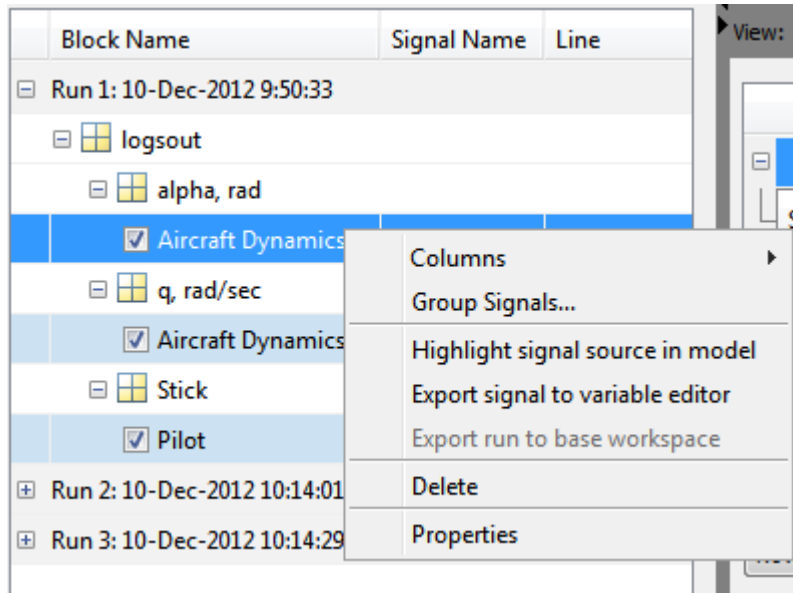 Block Name Signal Name Line
View:
Run 1: 10-Dec-2012 9:50:33
logsout
alpha, rad
Aircraft Dynamics
q, rad/sec
Aircraft Dynamics
Stick
Pilot
Run 2: 10-Dec-2012 10:14:01
Run 3: 10-Dec-2012 10:14:29
Columns
Group Signals...
Highlight signal source in model
Export signal to variable editor
Export run to base workspace
Delete
Properties